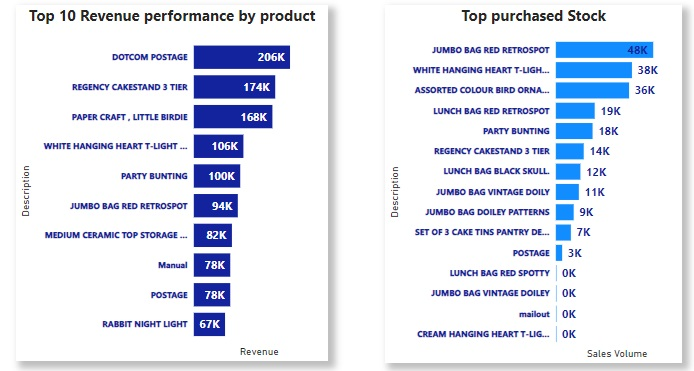 Top 10 Revenue performance by product
DOTCOM POSTAGE 206K
REGENCY CAKESTAND 3 TIER 174K
PAPER CRAFT , LITTLE BIRDIE 168K
WHITE HANGING HEART T-LIGHT ... 106K
PARTY BUNTING 100K
JUMBO BAG RED RETROSPOT 94K
MEDIUM CERAMIC TOP STORAGE ... 82K
Manual 78K
POSTAGE 78K
RABBIT NIGHT LIGHT 67K
Description
Revenue
Top purchased Stock
JUMBO BAG RED RETROSPOT 48K
WHITE HANGING HEART T-LIGH... 38K
ASSORTED COLOUR BIRD ORNA... 36K
LUNCH BAG RED RETROSPOT 19K
PARTY BUNTING 18K
REGENCY CAKESTAND 3 TIER 14K
LUNCH BAG BLACK SKULL. 12K
JUMBO BAG VINTAGE DOILY 11K
JUMBO BAG DOILEY PATTERNS 9K
SET OF 3 CAKE TINS PANTRY DE... 7K
POSTAGE 3K
LUNCH BAG RED SPOTTY 0K
JUMBO BAG VINTAGE DOILEY 0K
mailout 0K
CREAM HANGING HEART T-LIG... 0K
Description
Sales Volume